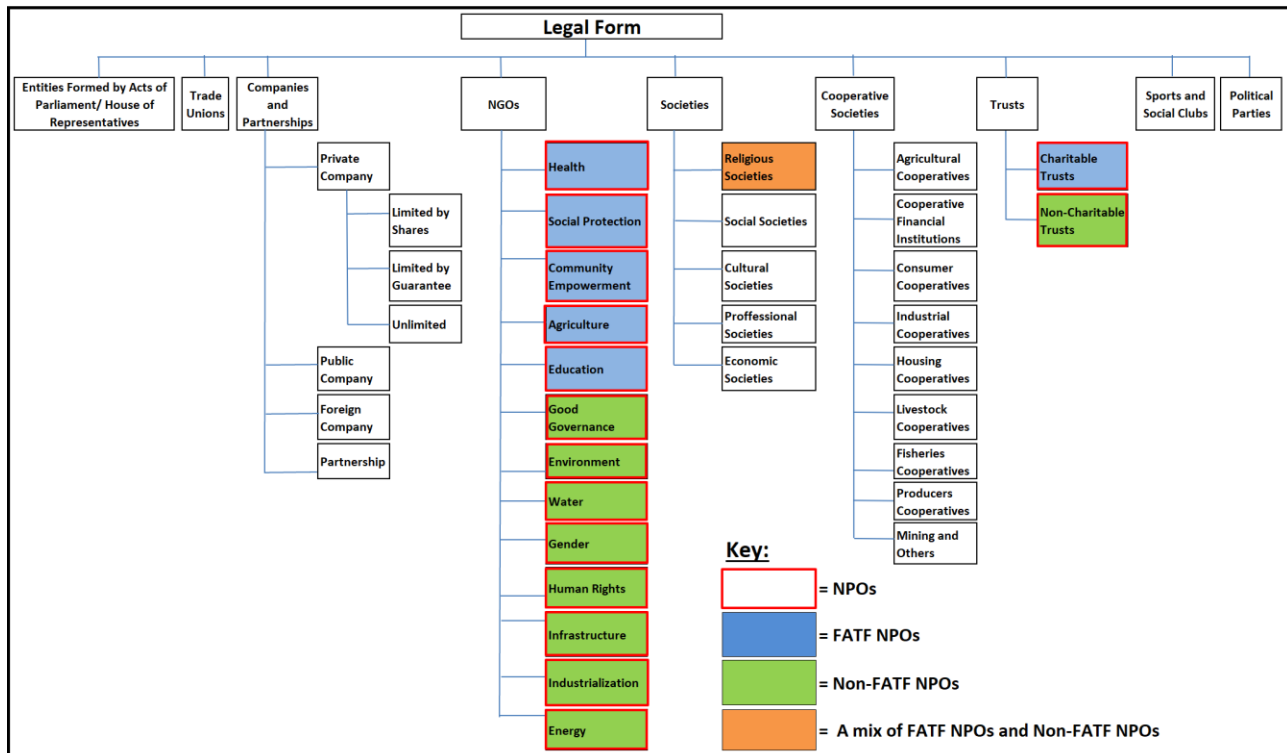 Legal Form
Entities Formed by Acts of
Parliament/ House of
Representatives
Trade
Unions
Companies
and
Partnerships
NGOs
Societies
Cooperative
Societies
Trusts
Sports and
Social Clubs
Political
Parties
Private
Company
Limited by
Shares
Limited by
Guarantee
Unlimited
Public
Company
Foreign
Company
Partnership
Health
Social Protection
Community
Empowerment
Agriculture
Education
Good
Governance
Environment
Water
Gender
Human Rights
Infrastructure
Industrialization
Energy
Religious
Societies
Social Societies
Cultural
Societies
Proffessional
Societies
Economic
Societies
Agricultural
Cooperatives
Cooperative
Financial
Institutions
Consumer
Cooperatives
Industrial
Cooperatives
Housing
Cooperatives
Livestock
Cooperatives
Fisheries
Cooperatives
Producers
Cooperatives
Mining and
Others
Charitable
Trusts
Non-Charitable
Trusts
Key:
= NPOs
= FATF NPOs
= Non-FATF NPOs
= A mix of FATF NPOs and Non-FATF NPOs